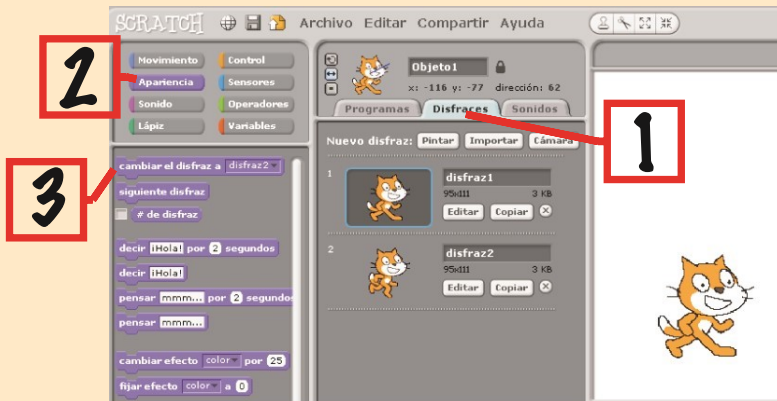 SCRATCH Archivo Editar Compartir Ayuda
2
Movimiento Control
Apariencia Sensores
Sonido Operadores
Lápiz Variables
Objeto1
x: -116 y: -77 dirección: 62
Programas Disfraces Sonidos
1
3
cambiar el disfraz a disfraz2
siguiente disfraz
# de disfraz
decir ¡Hola! por 2 segundos
decir ¡Hola!
pensar mmm... por 2 segundos
pensar mmm...
cambiar efecto color por 25
fijar efecto color a 0
Nuevo disfraz: Pintar Importar Cámara
1
disfraz1
95x111 3 KB
Editar Copiar
2
disfraz2
95x111 3 KB
Editar Copiar